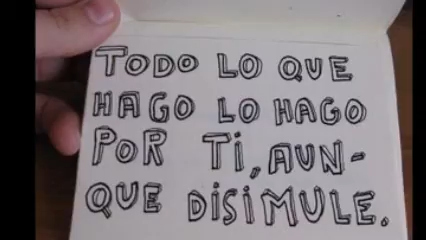 TODO LO QUE
HAGO LO HAGO
POR TI, AUN-
QUE DISIMULE.